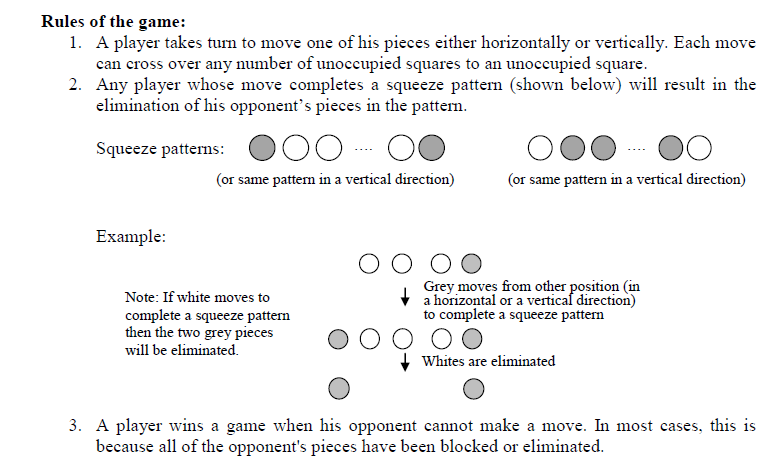 Rules of the game:
1. A player takes turn to move one of his pieces either horizontally or vertically. Each move
can cross over any number of unoccupied squares to an unoccupied square.
2. Any player whose move completes a squeeze pattern (shown below) will result in the
elimination of his opponent's pieces in the pattern.
Squeeze patterns: .... ....
(or same pattern in a vertical direction) (or same pattern in a vertical direction)
Example:
Grey moves from other position (in
a horizontal or a vertical direction)
to complete a squeeze pattern
Note: If white moves to
complete a squeeze pattern
then the two grey pieces
will be eliminated.
Whites are eliminated
3. A player wins a game when his opponent cannot make a move. In most cases, this is
because all of the opponent's pieces have been blocked or eliminated.